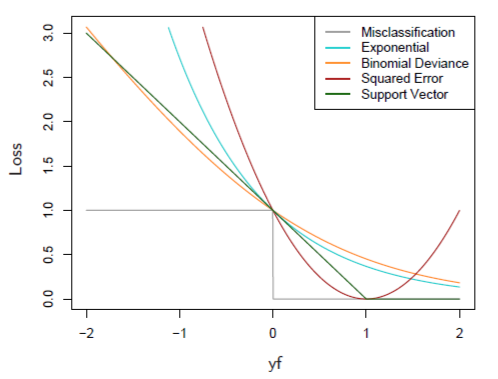 Misclassification
Exponential
Binomial Deviance
Squared Error
Support Vector
Loss
3.0
2.5
2.0
1.5
1.0
0.5
0.0
−2 −1 0 1 2
yf